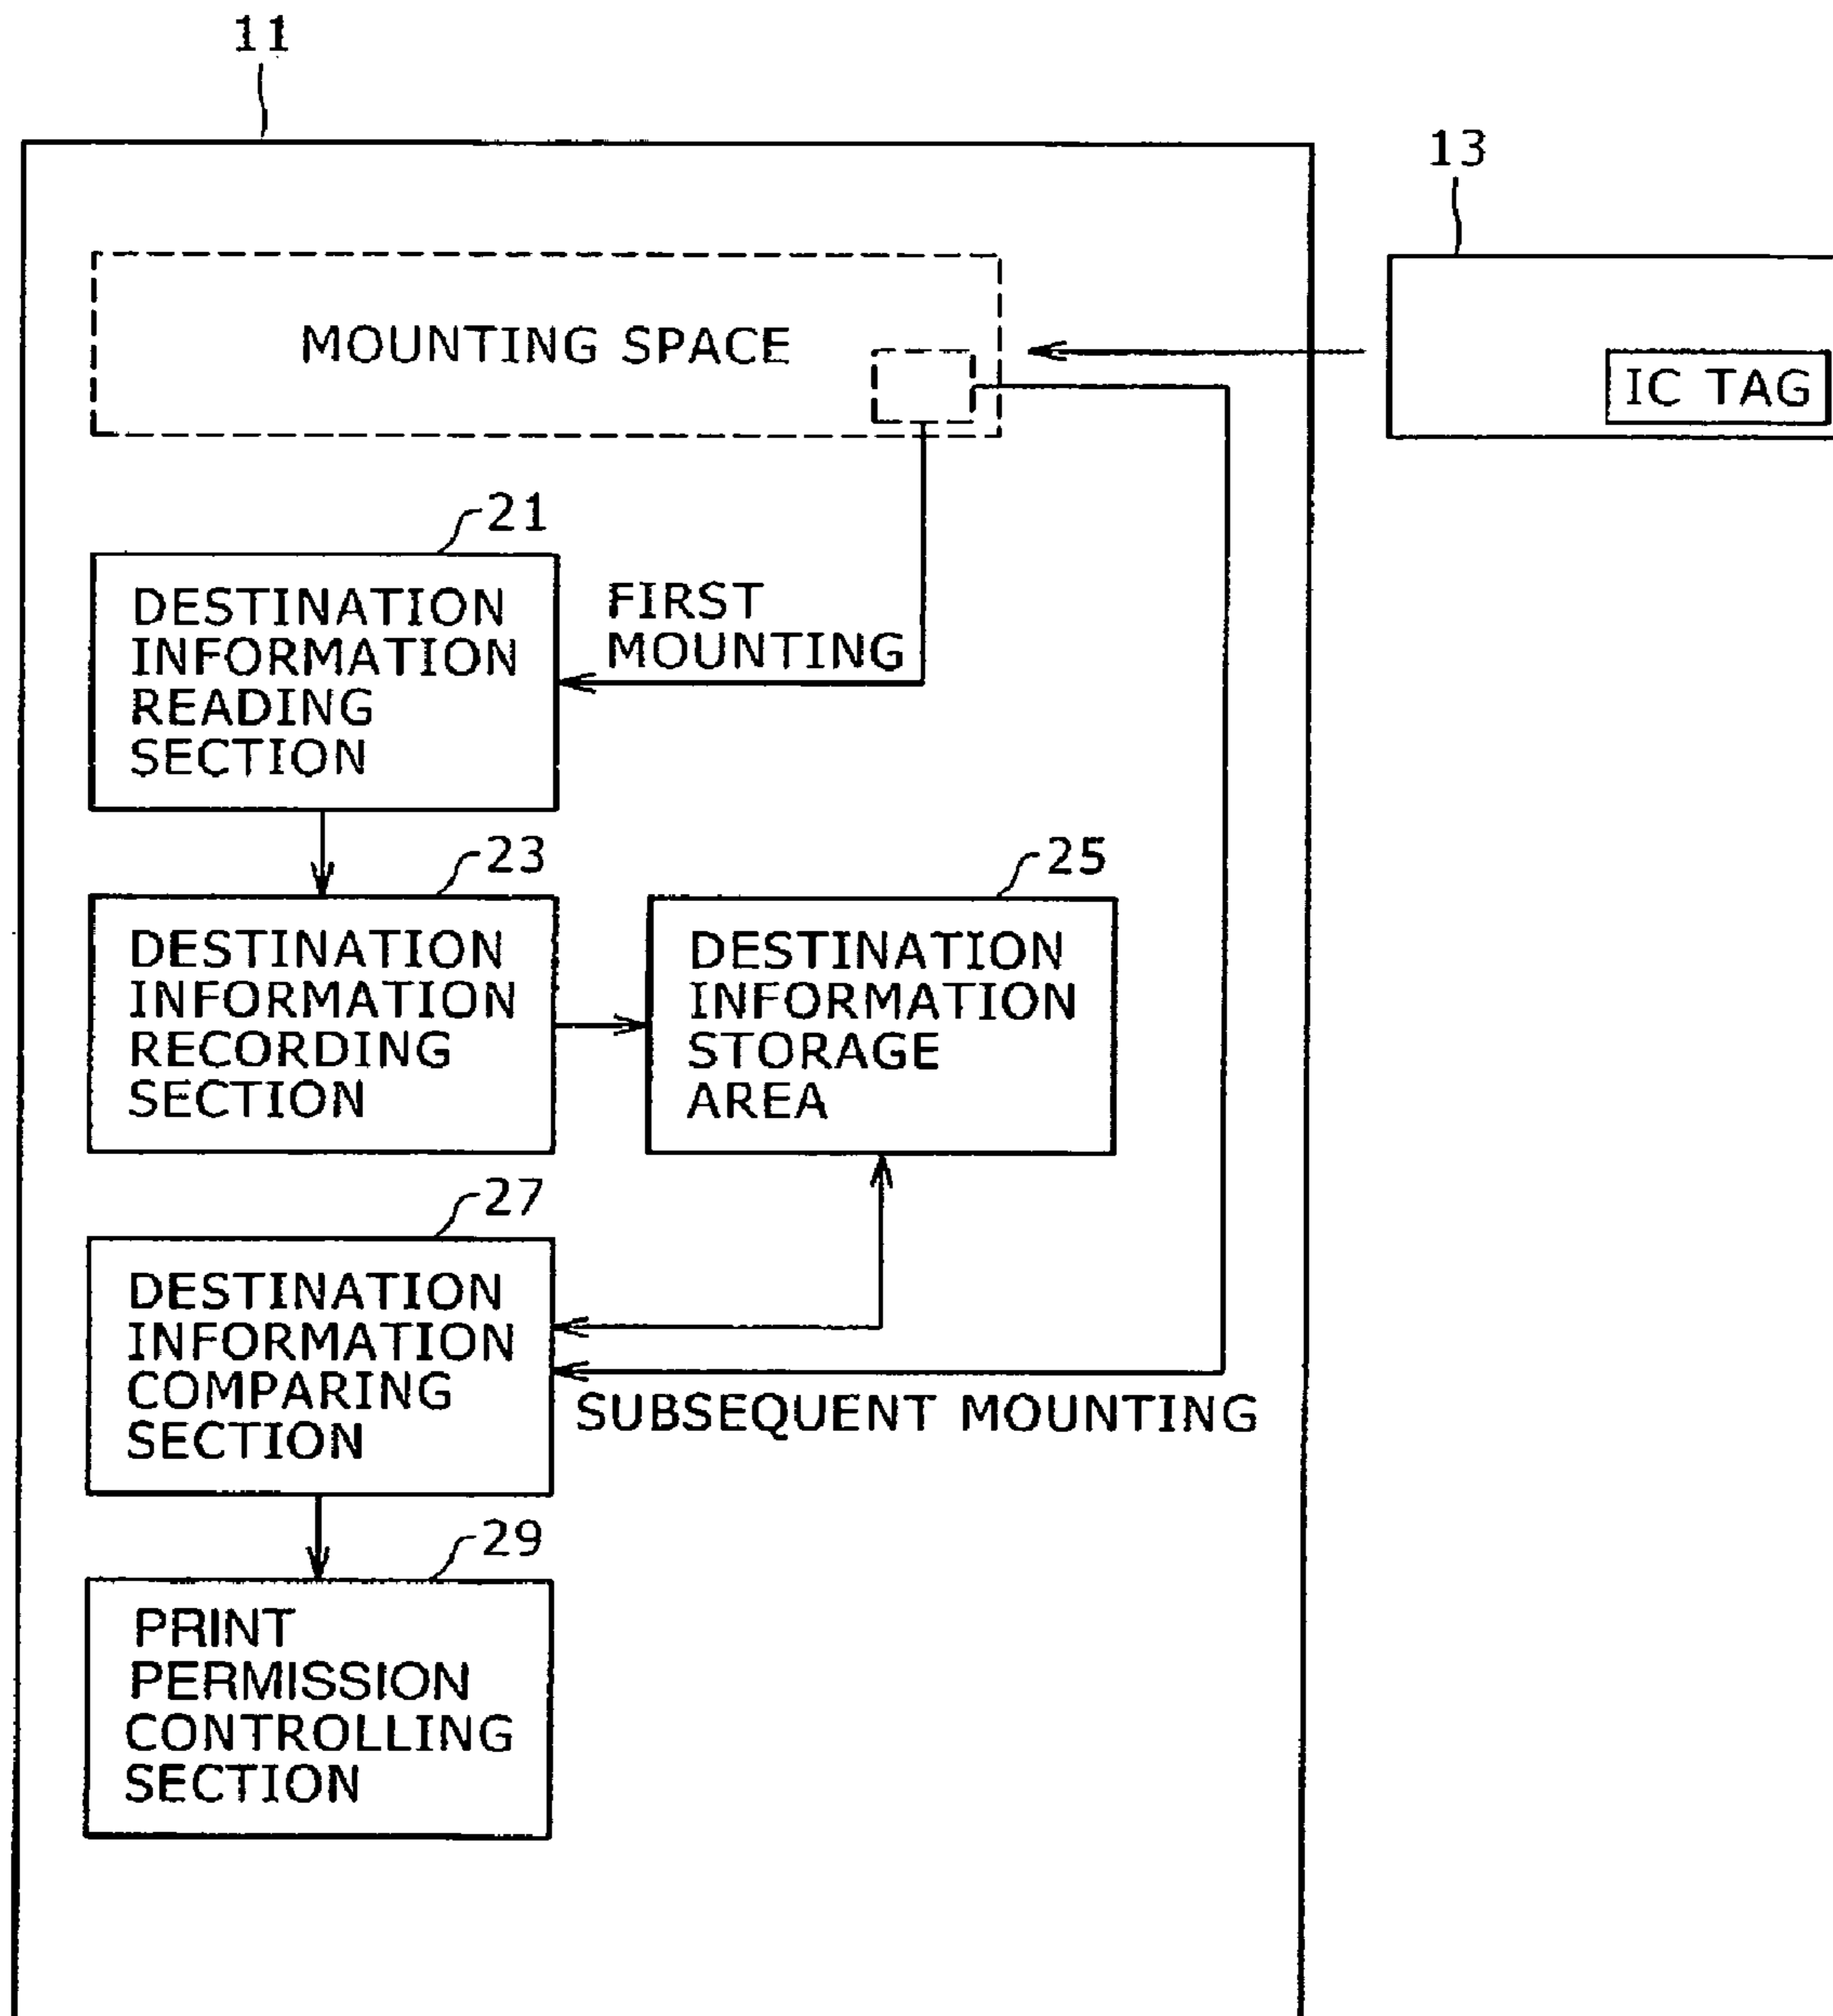 11
13
MOUNTING SPACE
IC TAG
21
DESTINATION
INFORMATION
READING
SECTION
FIRST
MOUNTING
23
DESTINATION
INFORMATION
RECORDING
SECTION
25
DESTINATION
INFORMATION
STORAGE
AREA
27
DESTINATION
INFORMATION
COMPARING
SECTION
SUBSEQUENT MOUNTING
29
PRINT
PERMISSION
CONTROLLING
SECTION